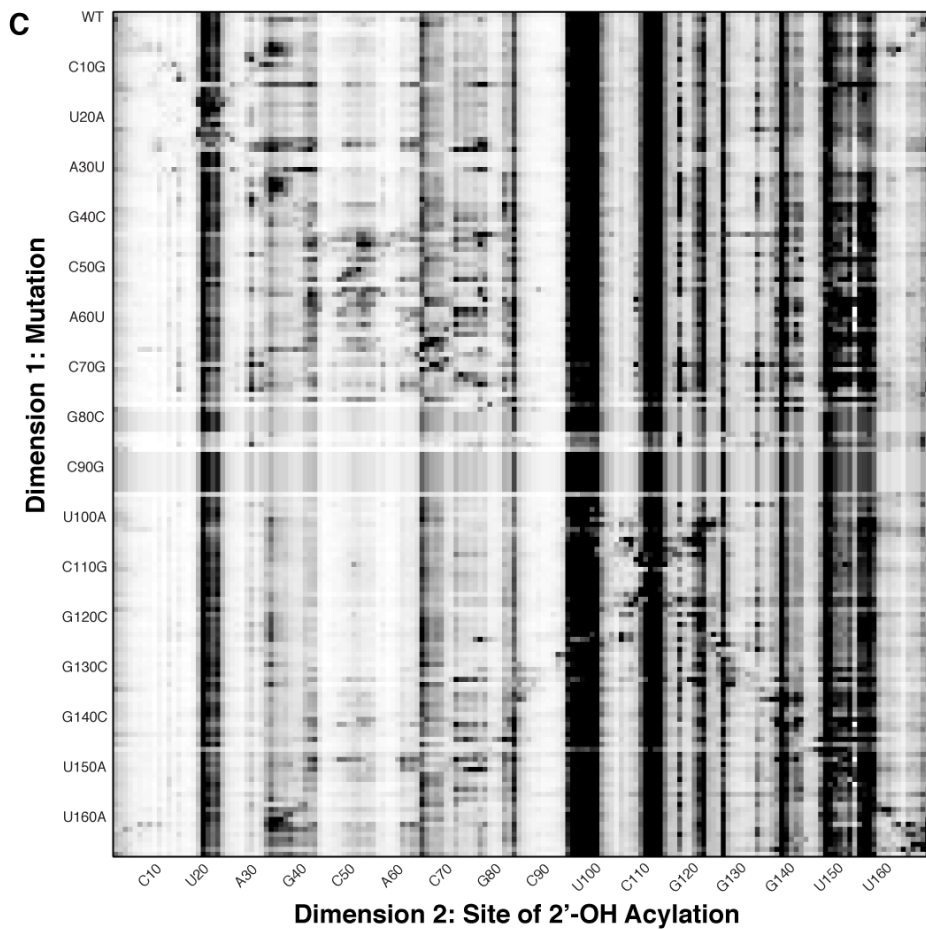 C
WT
C10G
U20A
A30U
G40C
C50G
A60U
C70G
G80C
C90G
U100A
C110G
G120C
G130C
G140C
U150A
U160A
Dimension 1: Mutation
C10
U20
A30
G40
C50
A60
C70
G80
C90
U100
C110
G120
G130
G140
U150
U160
Dimension 2: Site of 2'-OH Acylation